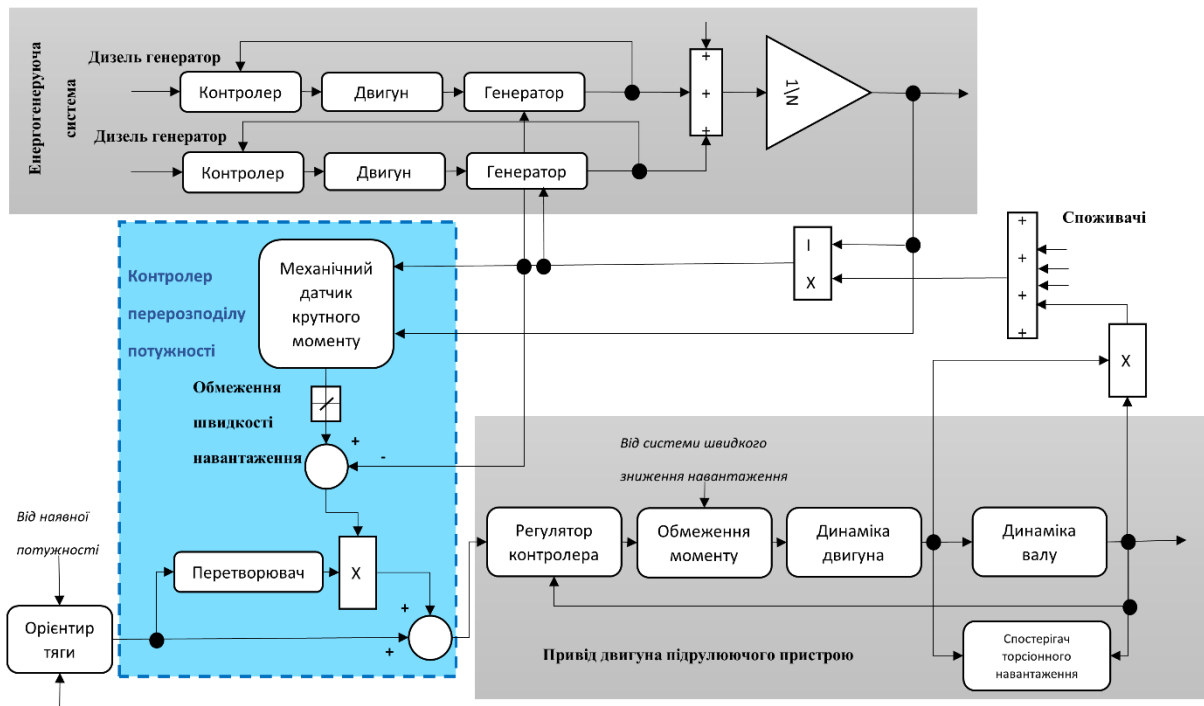 Енергогенеруюча
система
Дизель генератор
Контролер
Двигун
Генератор
Дизель генератор
Контролер
Двигун
Генератор
+
+
+
1\N
Споживачі
+
+
+
+
I
X
X
Контролер
перерозподілу
потужності
Механічний
датчик
крутного
моменту
Обмеження
швидкості
навантаження
+
-
Від системи швидкого
зниження навантаження
Від наявної
потужності
Регулятор
контролера
Обмеження
моменту
Динаміка
двигуна
Динаміка
валу
Перетворювач
X
+
+
Орієнтир
тяги
Спостерігач
торсіонного
навантаження
Привід двигуна підрулюючого пристрою